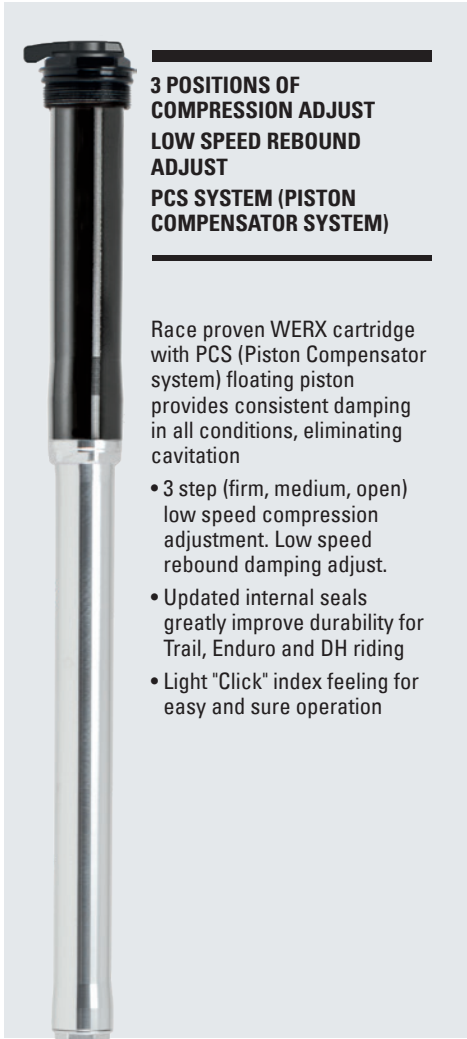 3 POSITIONS OF
COMPRESSION ADJUST
LOW SPEED REBOUND
ADJUST
PCS SYSTEM (PISTON
COMPENSATOR SYSTEM)
Race proven WERX cartridge
with PCS (Piston Compensator
system) floating piston
provides consistent damping
in all conditions, eliminating
cavitation
• 3 step (firm, medium, open)
low speed compression
adjustment. Low speed
rebound damping adjust.
• Updated internal seals
greatly improve durability for
Trail, Enduro and DH riding
• Light "Click" index feeling for
easy and sure operation